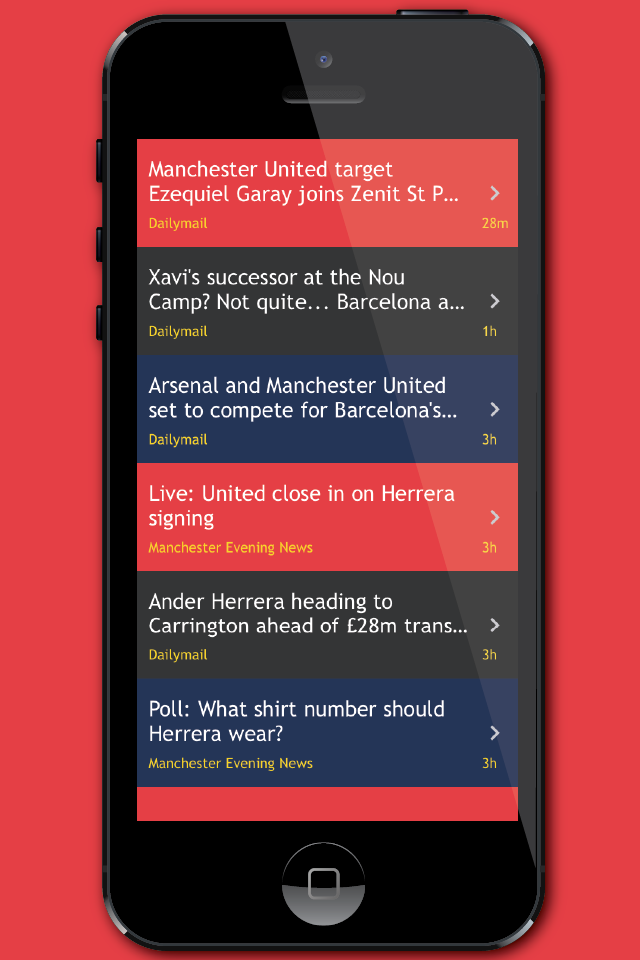 Manchester United target
Ezequiel Garay joins Zenit St P...
Dailymail 28m
Xavi's successor at the Nou
Camp? Not quite... Barcelona a...
Dailymail 1h
Arsenal and Manchester United
set to compete for Barcelona's...
Dailymail 3h
Live: United close in on Herrera
signing
Manchester Evening News 3h
Ander Herrera heading to
Carrington ahead of £28m trans...
Dailymail 3h
Poll: What shirt number should
Herrera wear?
Manchester Evening News 3h